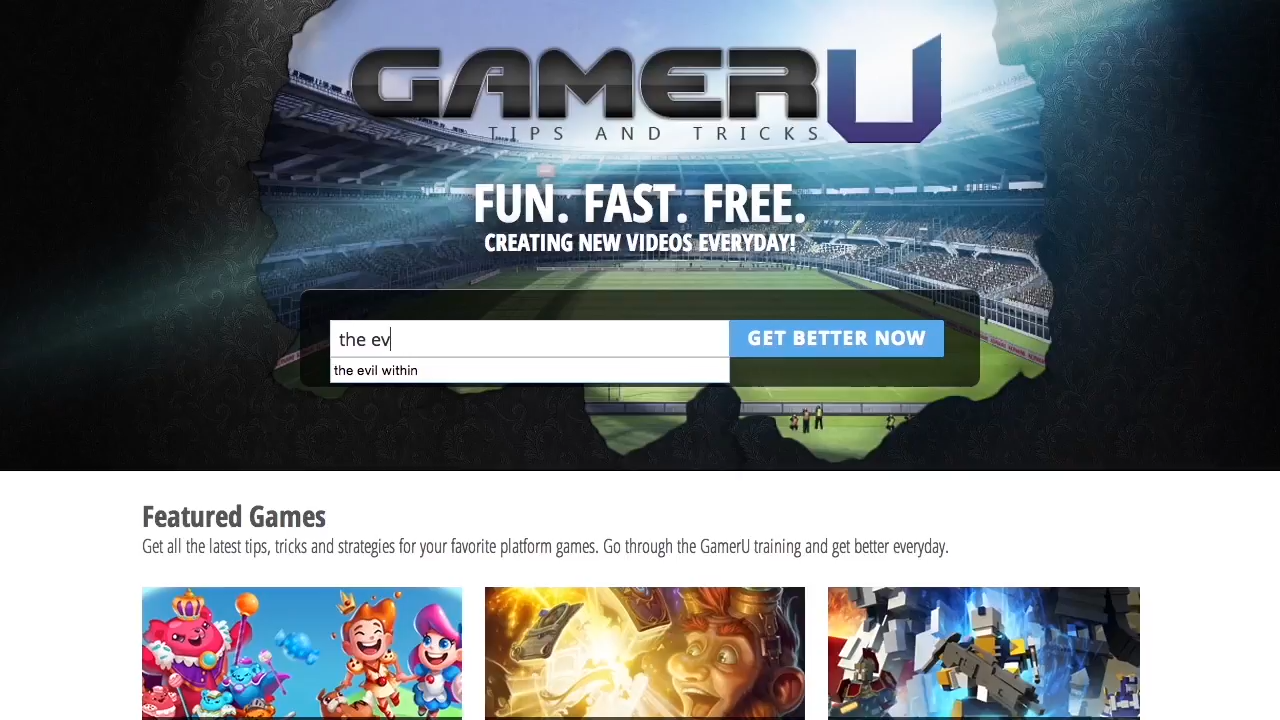 GAMERU
TIPS AND TRICKS
FUN. FAST. FREE.
CREATING NEW VIDEOS EVERYDAY!
the ev
GET BETTER NOW
the evil within
Featured Games
Get all the latest tips, tricks and strategies for your favorite platform games. Go through the GamerU training and get better everyday.